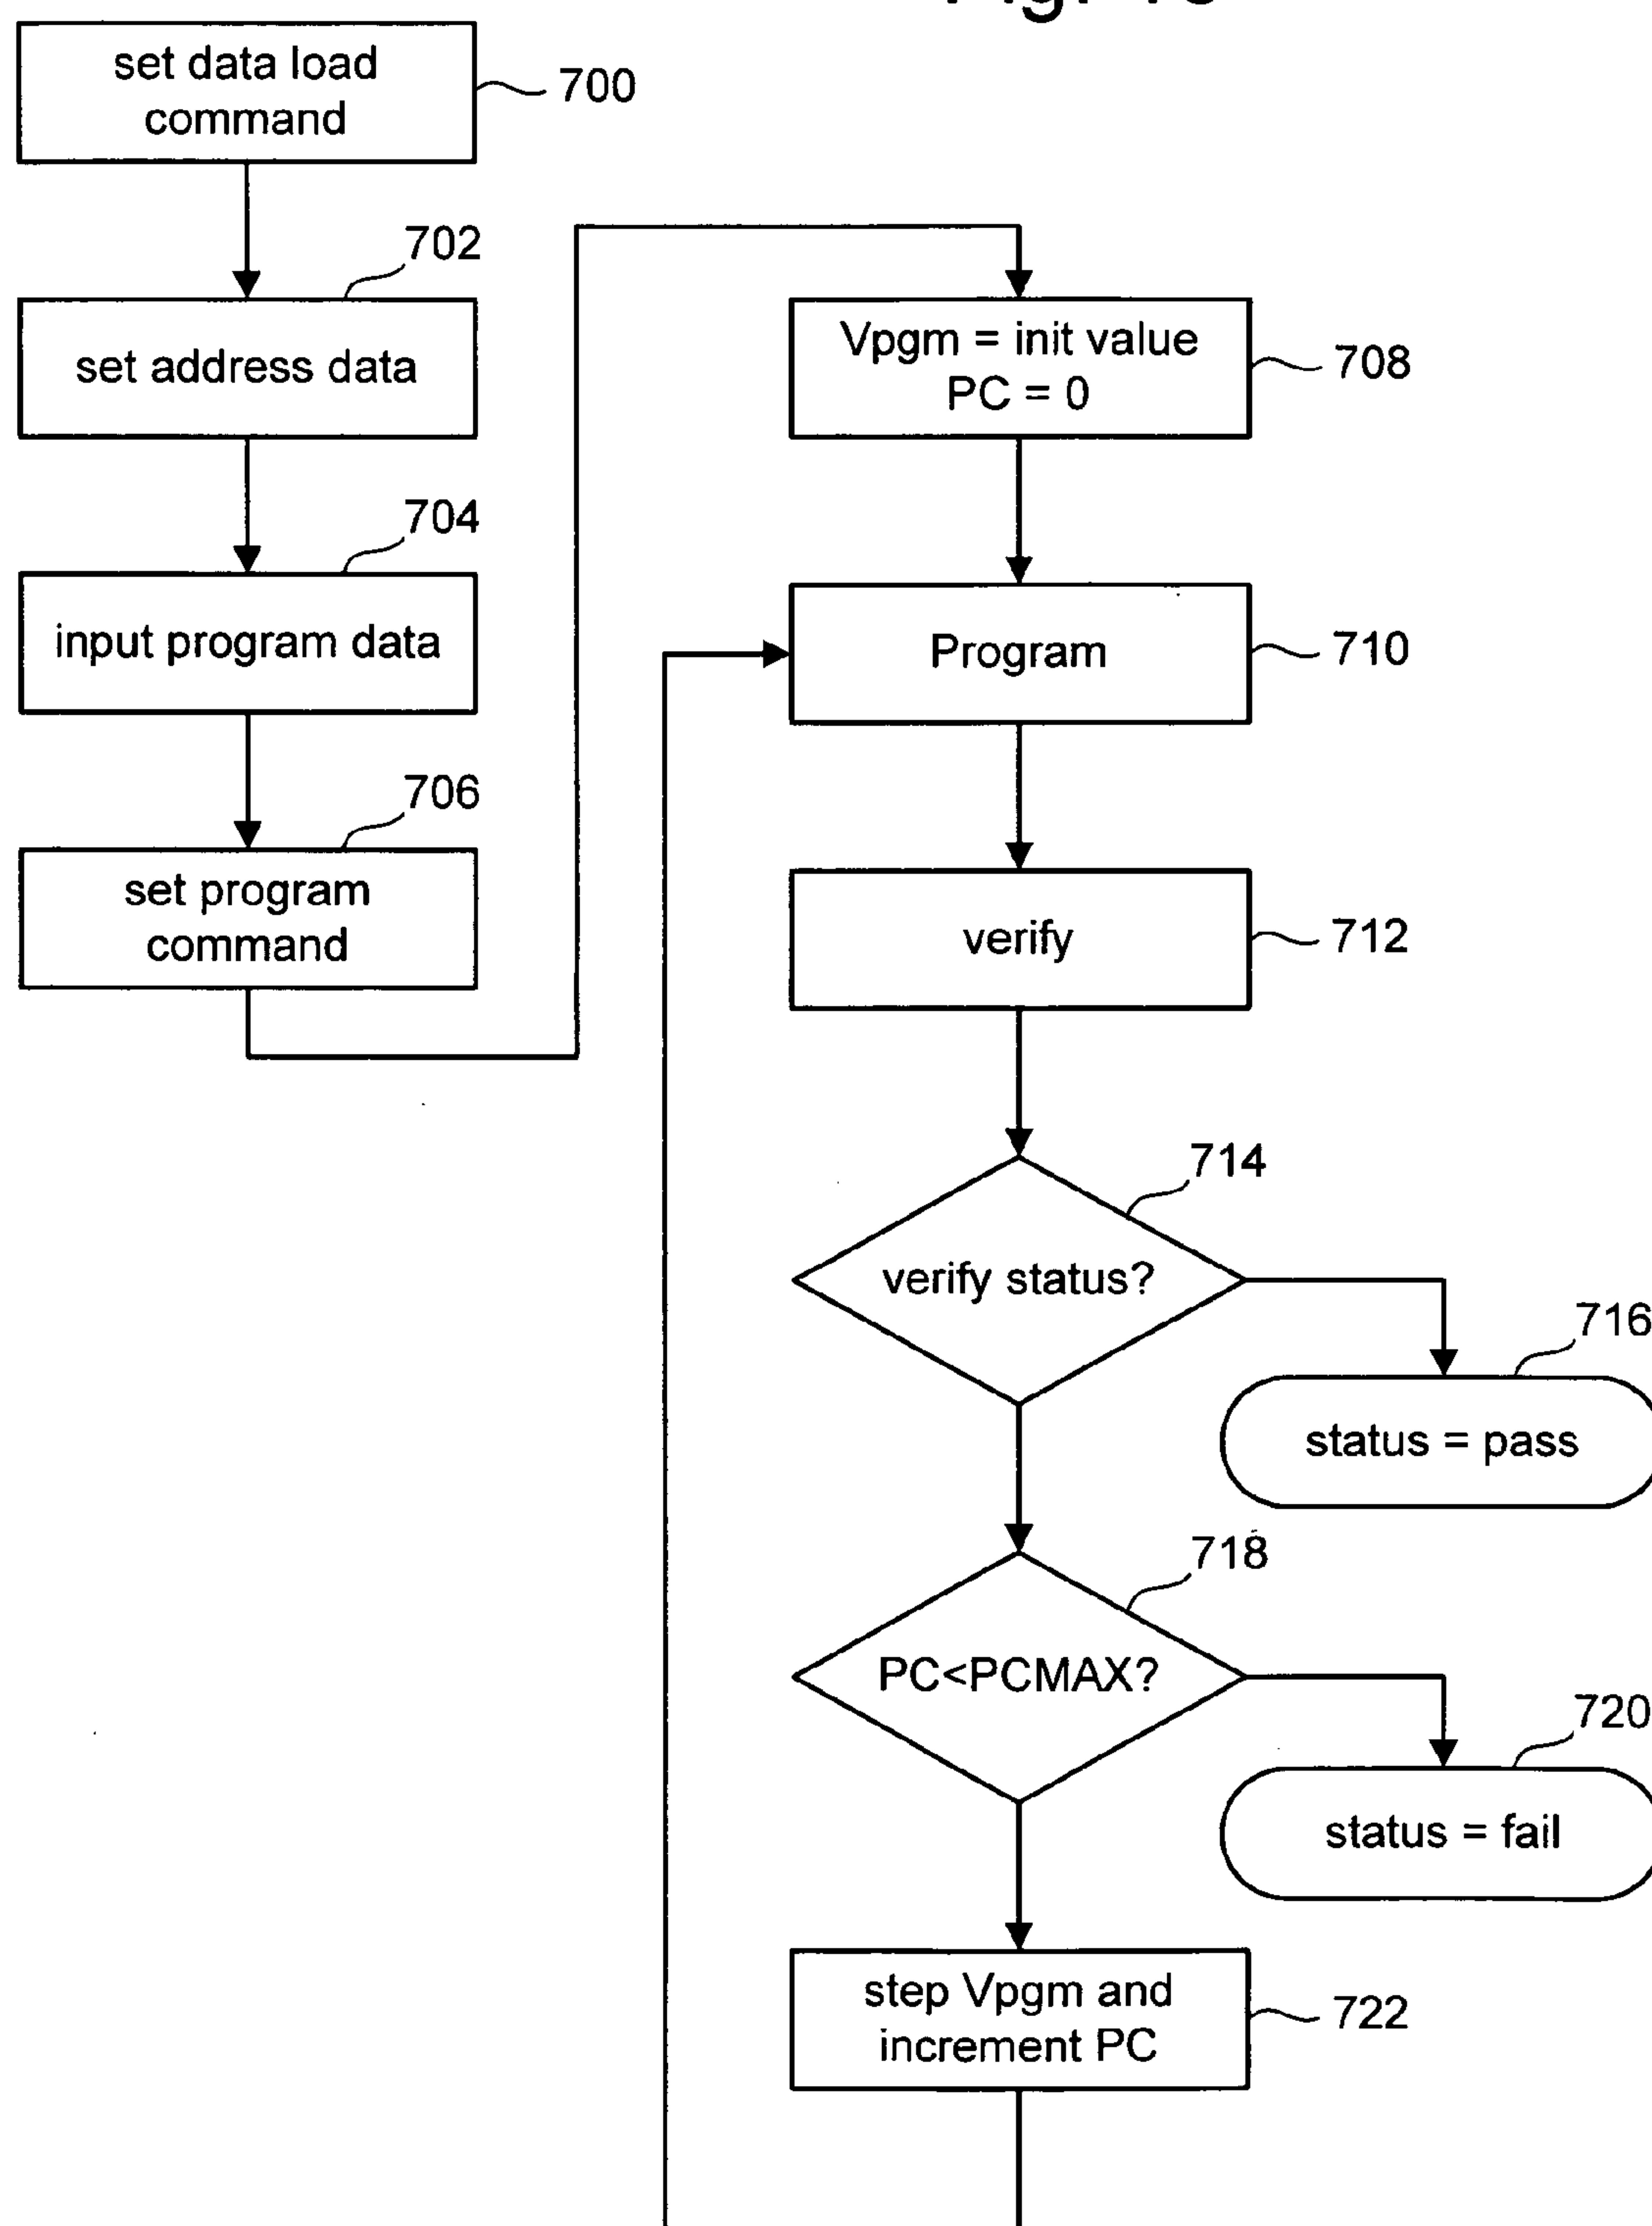 set data load
command
700
702
set address data
704
input program data
706
set program
command
Vpgm = init value
PC = 0
708
Program
710
verify
712
714
verify status?
716
status = pass
718
PC<PCMAX?
720
status = fail
step Vpgm and
increment PC
722